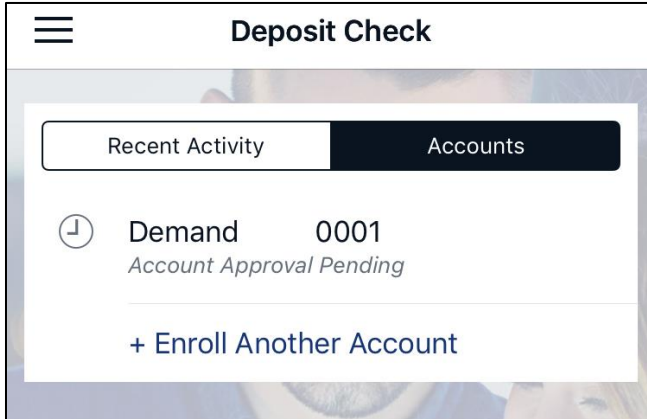 Deposit Check
Recent Activity Accounts
Demand 0001
Account Approval Pending
+ Enroll Another Account